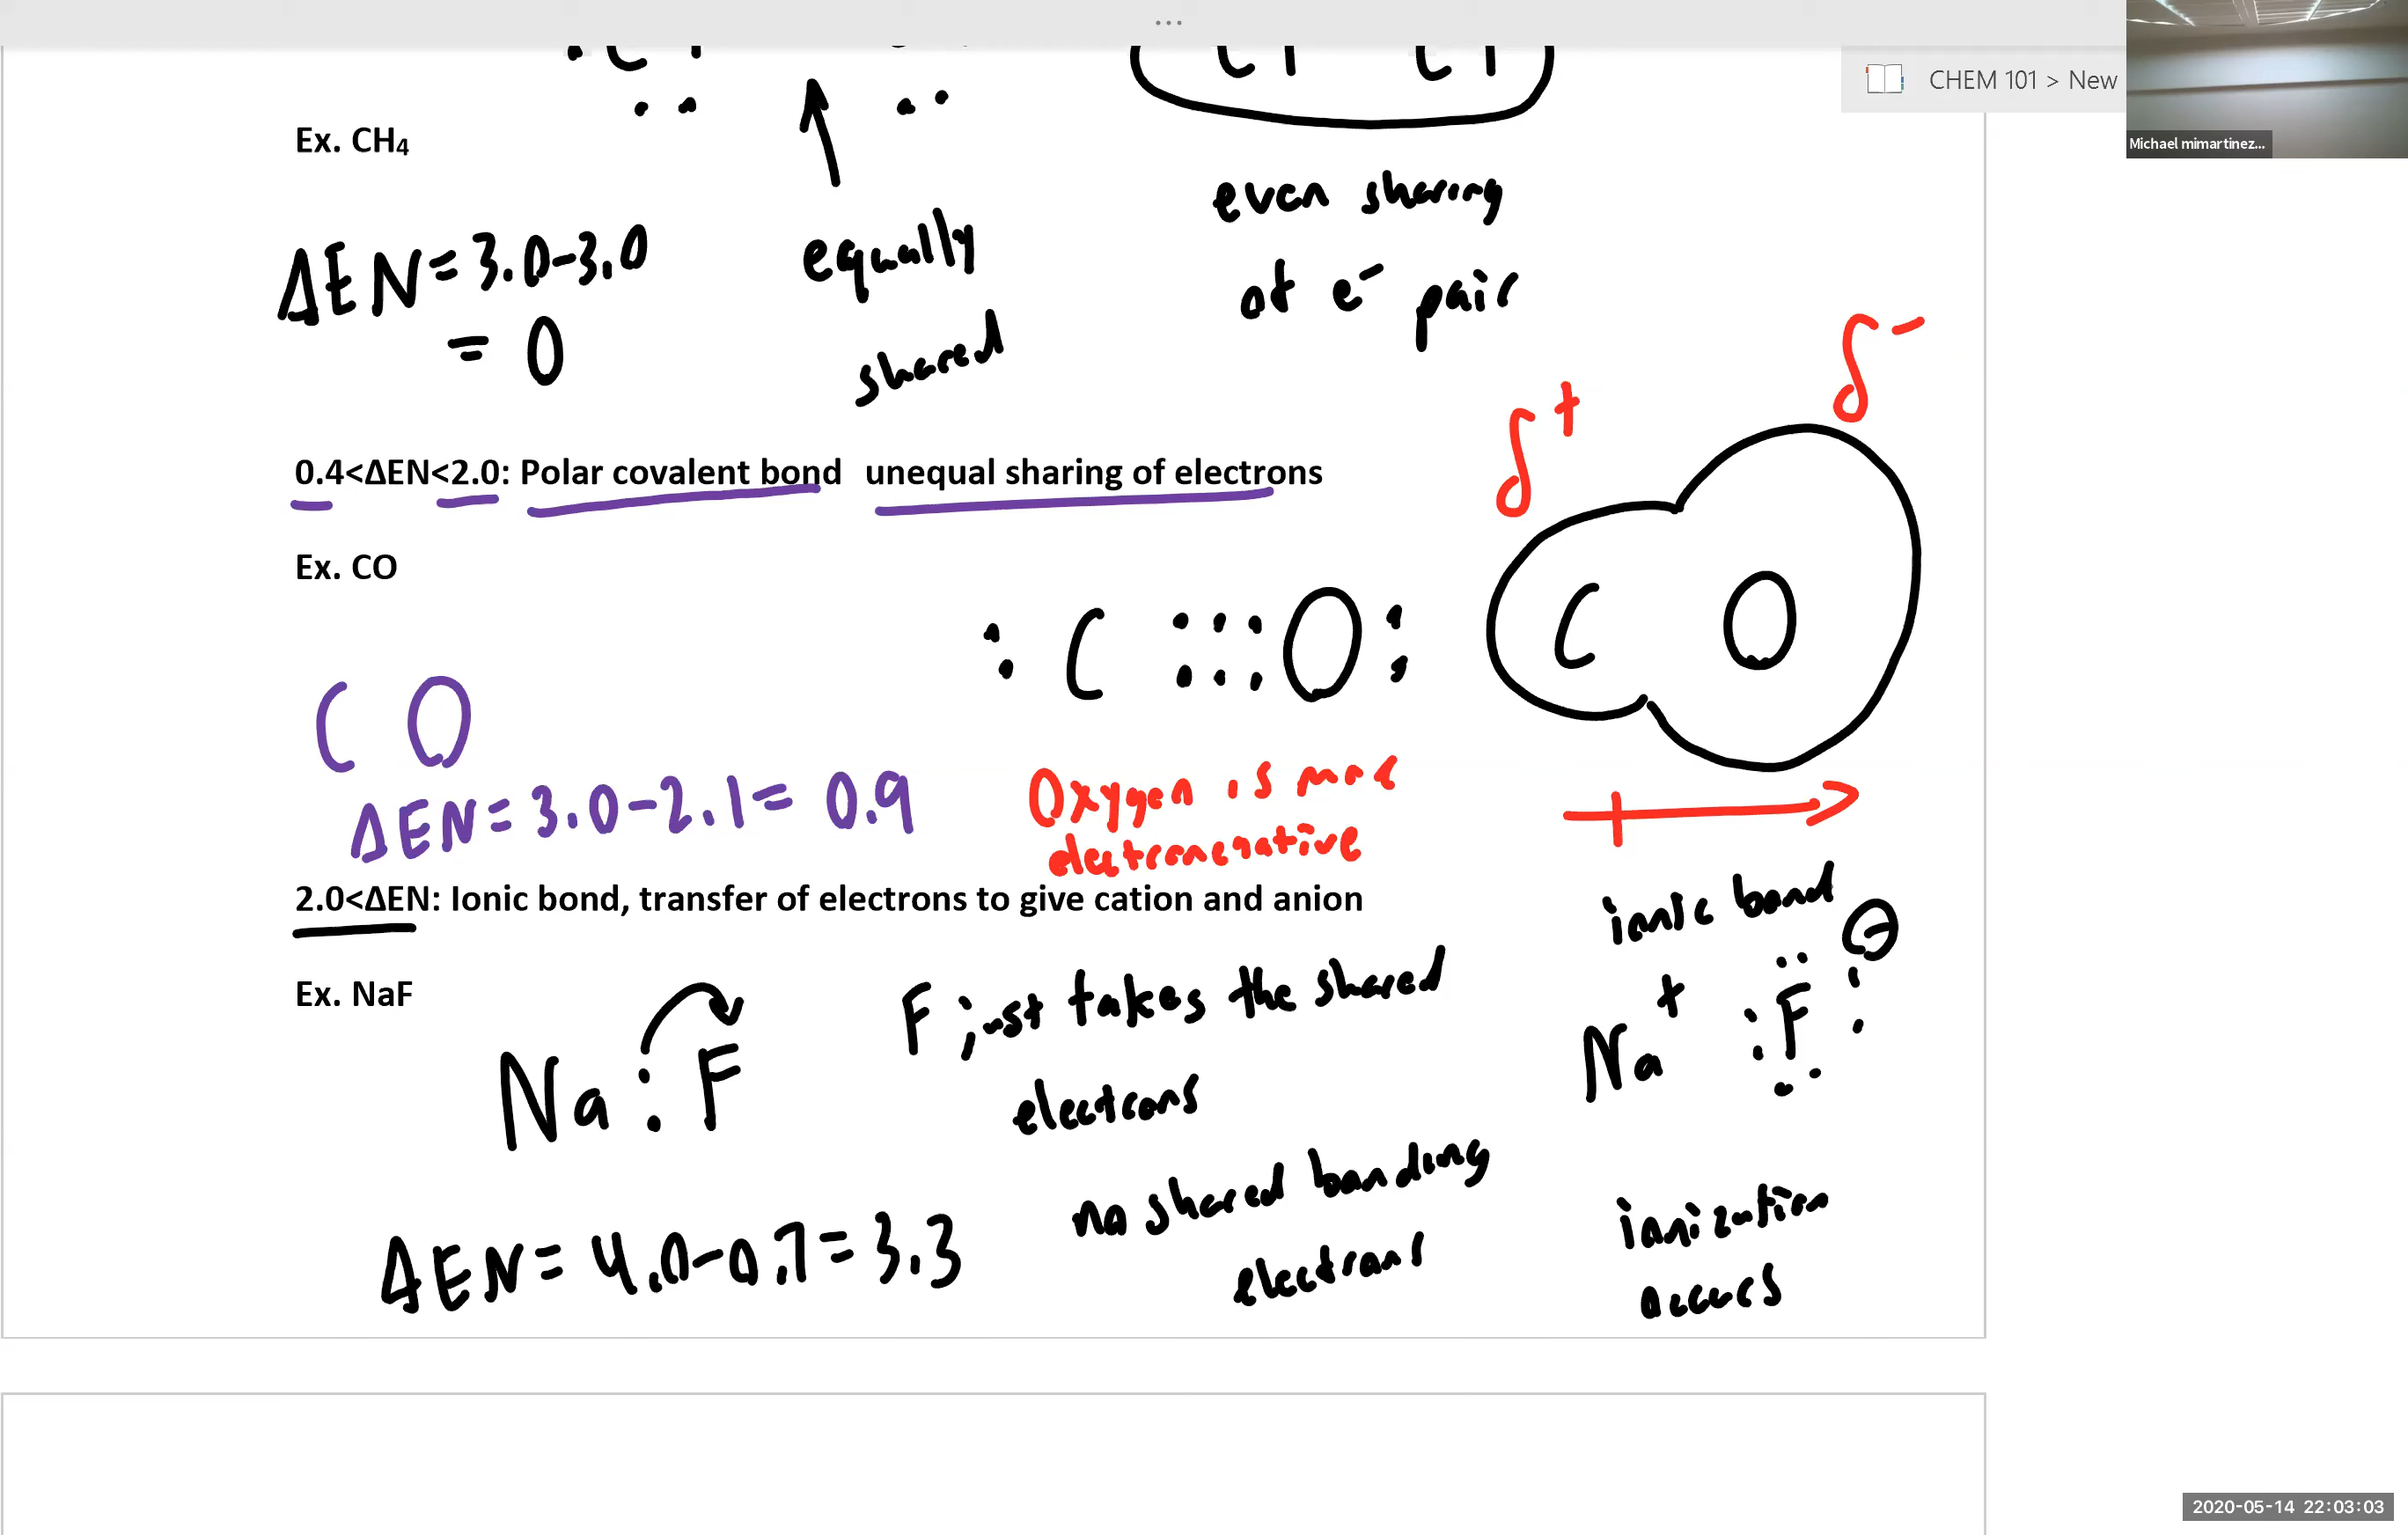 ...
CHEM 101 > New
Michael mimartinez...
Cl
Cl Cl
Ex. CH₄
ΔEN=3.0-3.0
= 0
equally
shared
even sharing
of e⁻ pair
δ+
δ-
0.4<ΔEN<2.0: Polar covalent bond unequal sharing of electrons
Ex. CO
: C ::: O :
C O
C O
ΔEN=3.0-2.1= 0.9
Oxygen is more
electronegative
2.0<ΔEN: Ionic bond, transfer of electrons to give cation and anion
ionic bond
Ex. NaF
Na : F
F just takes the shared
electrons
Na+ :F: -
no shared bonding
electrons
ΔEN= 4.0-0.7=3.3
ionization
occurs
2020-05-14 22:03:03